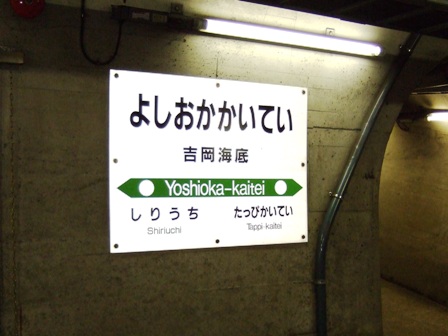 よしおかかいてい
吉岡海底
Yoshioka-kaitei
しりうち たっぴかいてい
Shiriuchi Tappi-kaitei